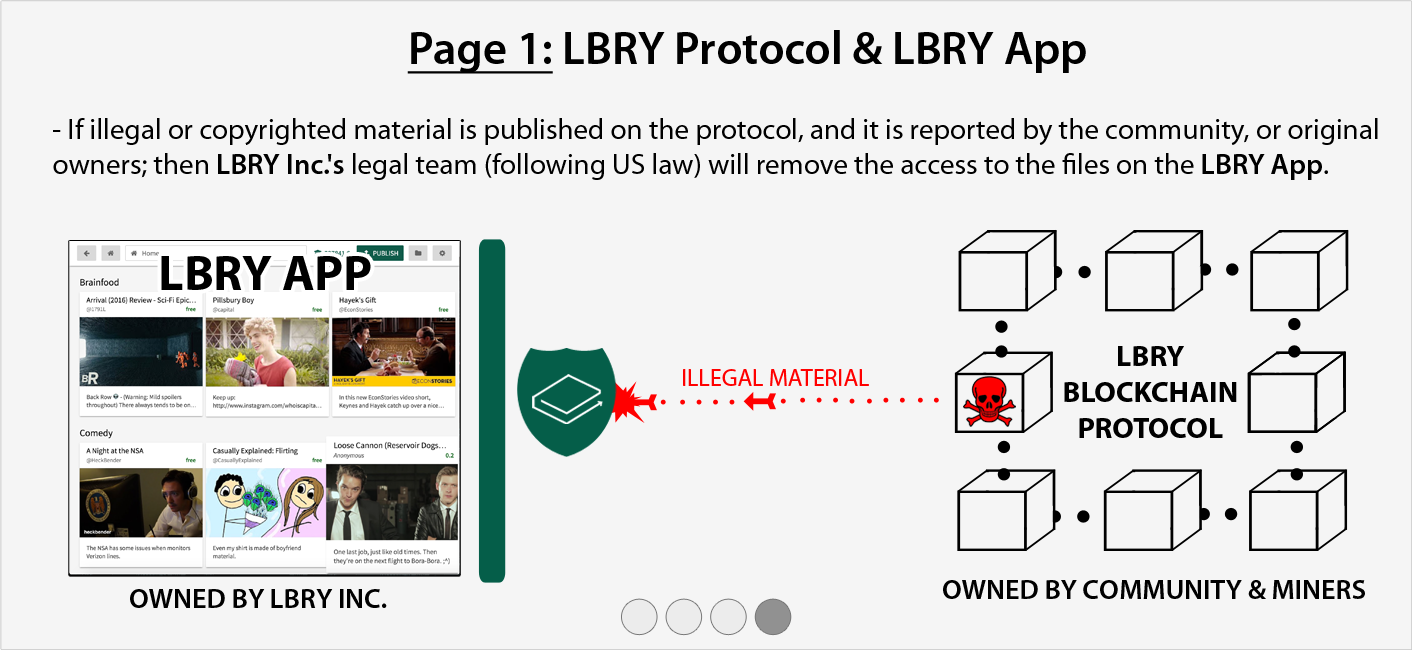 Page 1: LBRY Protocol & LBRY App
- If illegal or copyrighted material is published on the protocol, and it is reported by the community, or original
owners; then LBRY Inc.'s legal team (following US law) will remove the access to the files on the LBRY App.
Home
PUBLISH
LBRY APP
Brainfood
Arrival (2016) Review - Sci-Fi Epic...
@1791L
free
Pillsbury Boy
@capital
free
Hayek's Gift
@EconStories
free
BR
HAYEK'S GIFT
ECONSTORIES
Back Row - (Warning: Mild spoilers
throughout) There always tends to be on...
Keep up:
http://www.instagram.com/whoiscapita...
In this new EconStories video short,
Keynes and Hayek catch up over a nice...
Comedy
A Night at the NSA
@HeckBender
free
Casually Explained: Flirting
@CasuallyExplained
free
Loose Cannon (Reservoir Dogs...
Anonymous
0.2
heckbender
The NSA has some issues when monitors
Verizon lines.
Even my shirt is made of boyfriend
material.
One last job, just like old times. Then
they're on the next flight to Bora-Bora. ;^)
OWNED BY LBRY INC.
ILLEGAL MATERIAL
LBRY
BLOCKCHAIN
PROTOCOL
OWNED BY COMMUNITY & MINERS